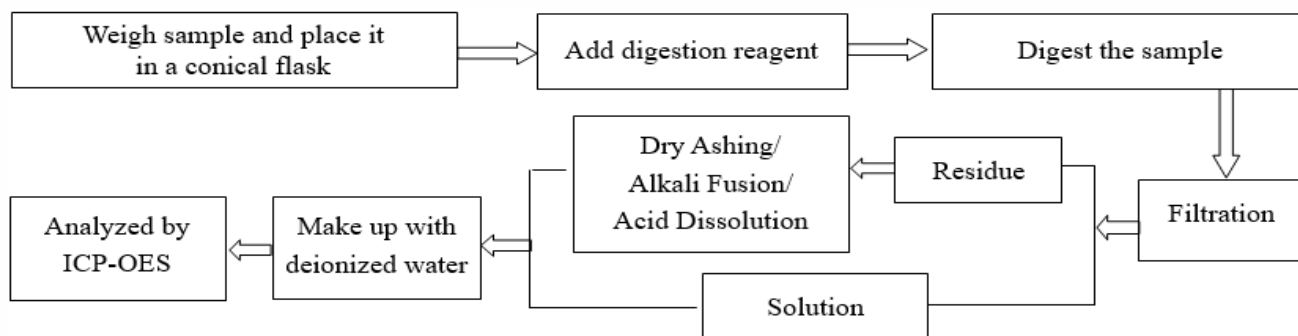 Weigh sample and place it
in a conical flask
Add digestion reagent
Digest the sample
Filtration
Residue
Dry Ashing/
Alkali Fusion/
Acid Dissolution
Solution
Make up with
deionized water
Analyzed by
ICP-OES